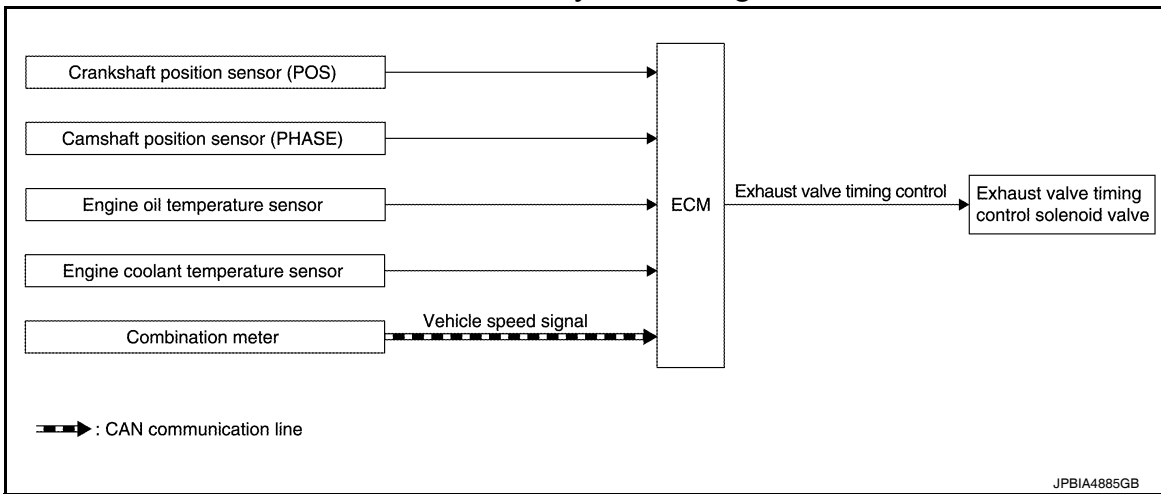 Crankshaft position sensor (POS)
Camshaft position sensor (PHASE)
Engine oil temperature sensor
Engine coolant temperature sensor
Combination meter
Vehicle speed signal
ECM
Exhaust valve timing control
Exhaust valve timing
control solenoid valve
: CAN communication line
JPBIA4885GB